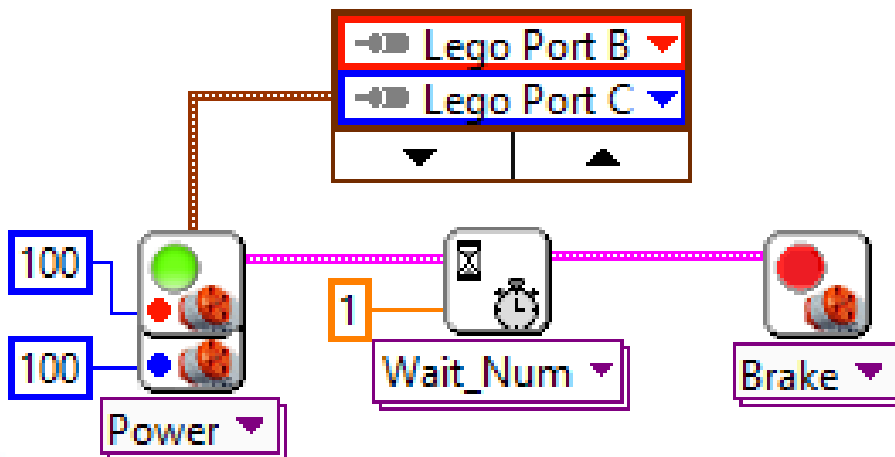 Lego Port B
Lego Port C
100
1
100
Wait_Num
Brake
Power